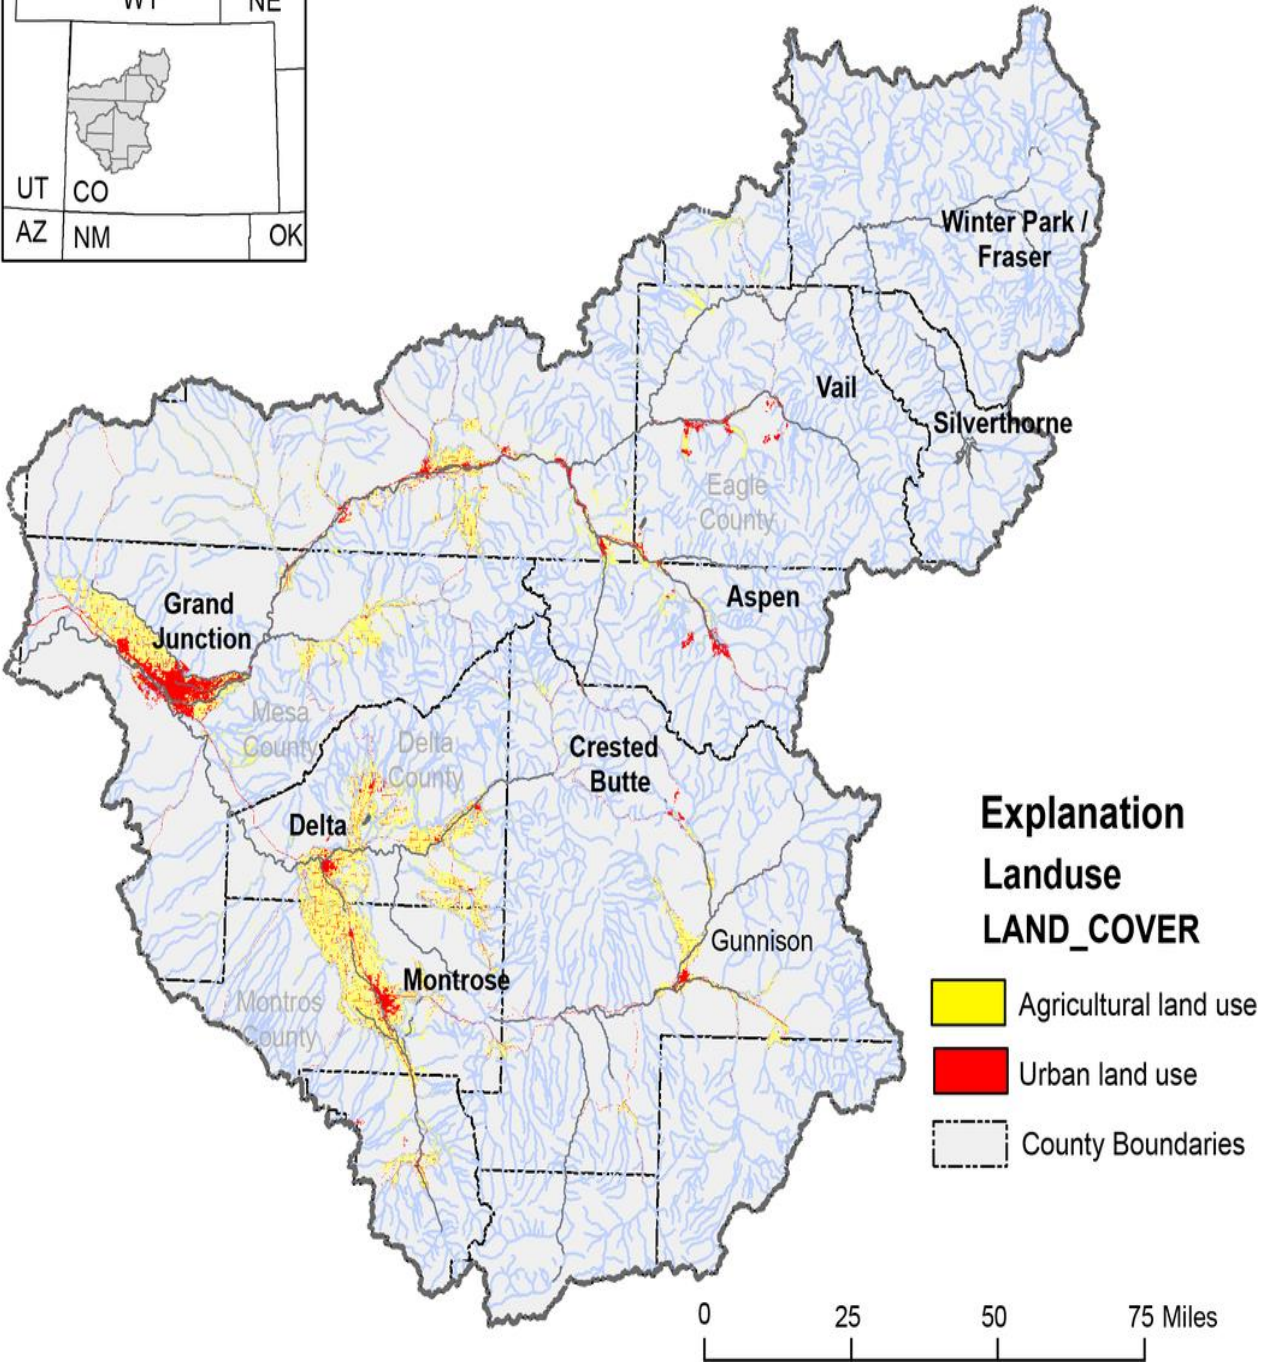 WY NE
UT CO
AZ NM OK
Winter Park /
Fraser
Vail
Silverthorne
Eagle
County
Grand
Junction
Aspen
Mesa
County
Delta
County
Crested
Butte
Delta
Gunnison
Montrose
Montros
County
Explanation
Landuse
LAND_COVER
Agricultural land use
Urban land use
County Boundaries
0 25 50 75 Miles